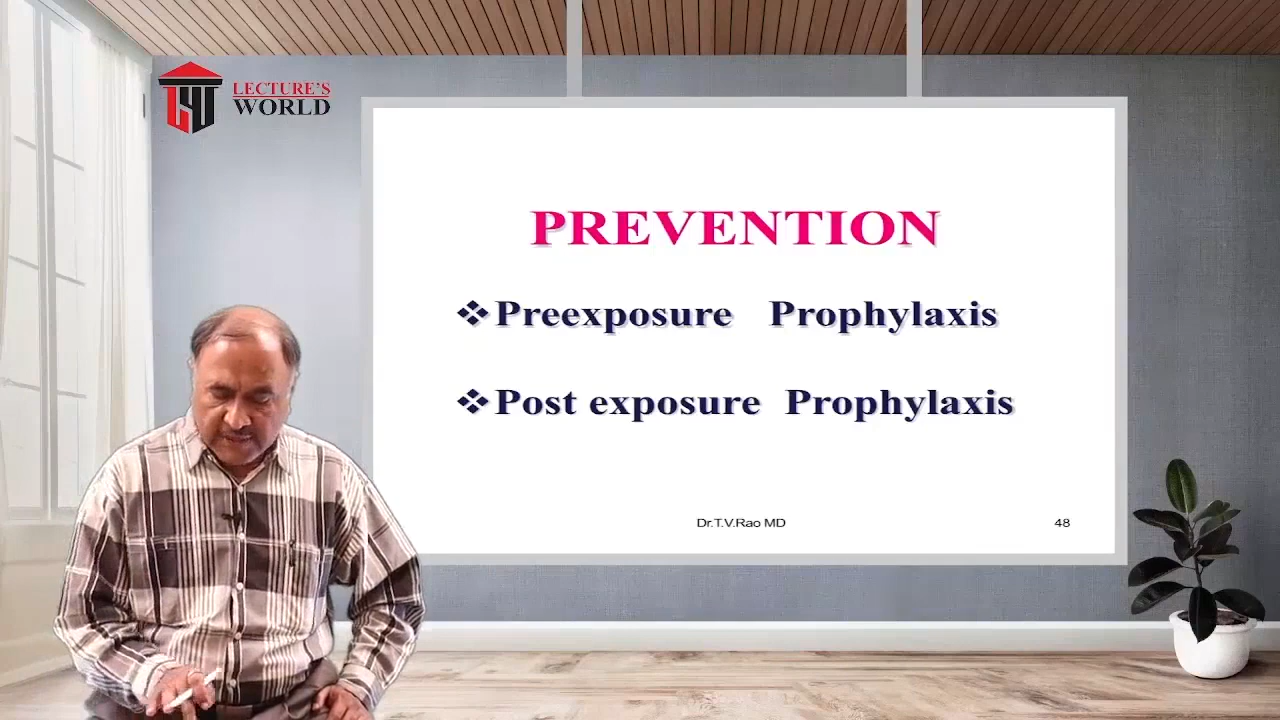 LECTURE'S
WORLD
PREVENTION
❖Preexposure Prophylaxis
❖Post exposure Prophylaxis
Dr.T.V.Rao MD
48